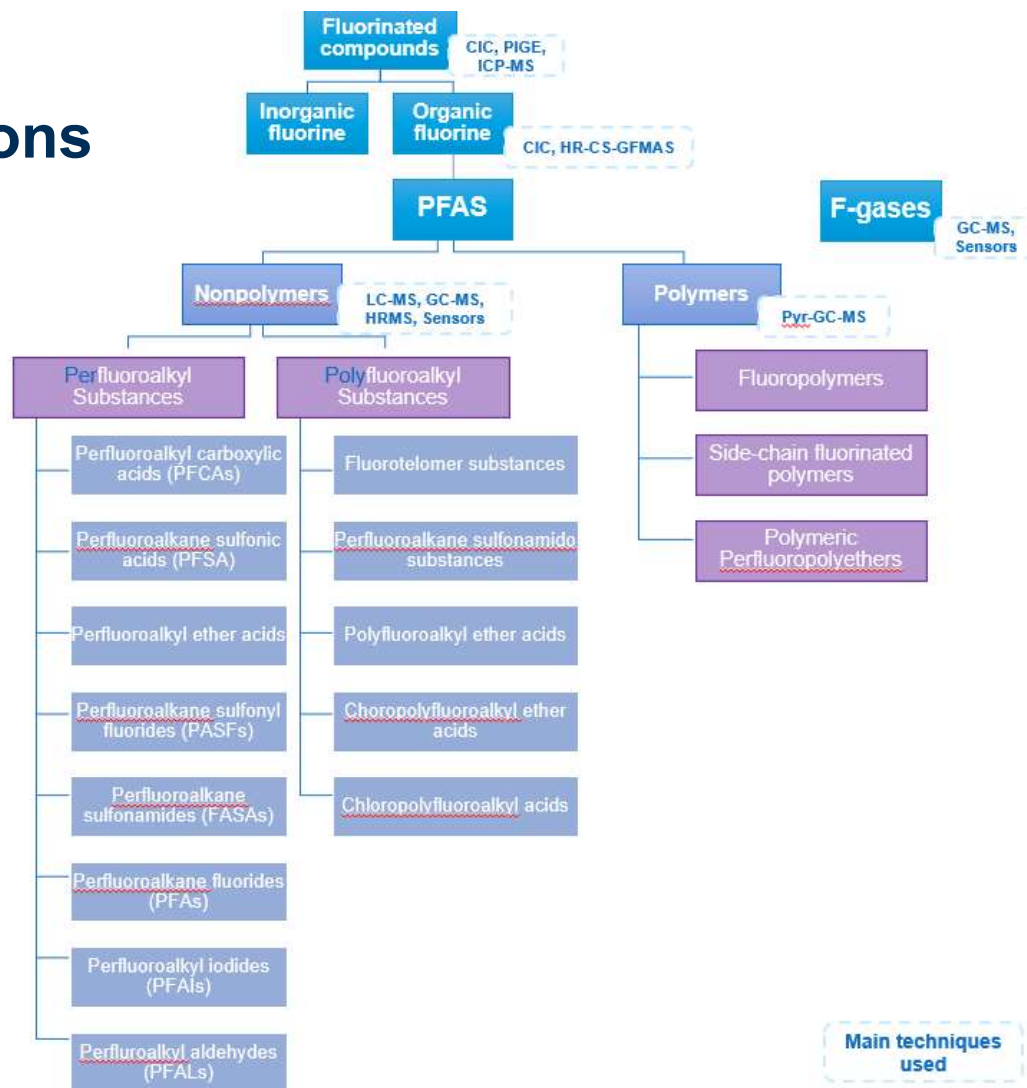 ons
Fluorinated
compounds
CIC, PIGE,
ICP-MS
Inorganic
fluorine
Organic
fluorine
CIC, HR-CS-GFMAS
PFAS
F-gases
GC-MS,
Sensors
Nonpolymers
LC-MS, GC-MS,
HRMS, Sensors
Polymers
Pyr-GC-MS
Perfluoroalkyl
Substances
Polyfluoroalkyl
Substances
Fluoropolymers
Side-chain fluorinated
polymers
Polymeric
Perfluoropolyethers
Perfluoroalkyl carboxylic
acids (PFCAs)
Perfluoroalkane sulfonic
acids (PFSA)
Perfluoroalkyl ether acids
Perfluoroalkane sulfonyl
fluorides (PASFs)
Perfluoroalkane
sulfonamides (FASAs)
Perfluoroalkane fluorides
(PFAs)
Perfluoroalkyl iodides
(PFAIs)
Perfluroalkyl aldehydes
(PFALs)
Fluorotelomer substances
Perfluoroalkane sulfonamido
substances
Polyfluoroalkyl ether acids
Choropolyfluoroalkyl ether
acids
Chloropolyfluoroalkyl acids
Main techniques
used